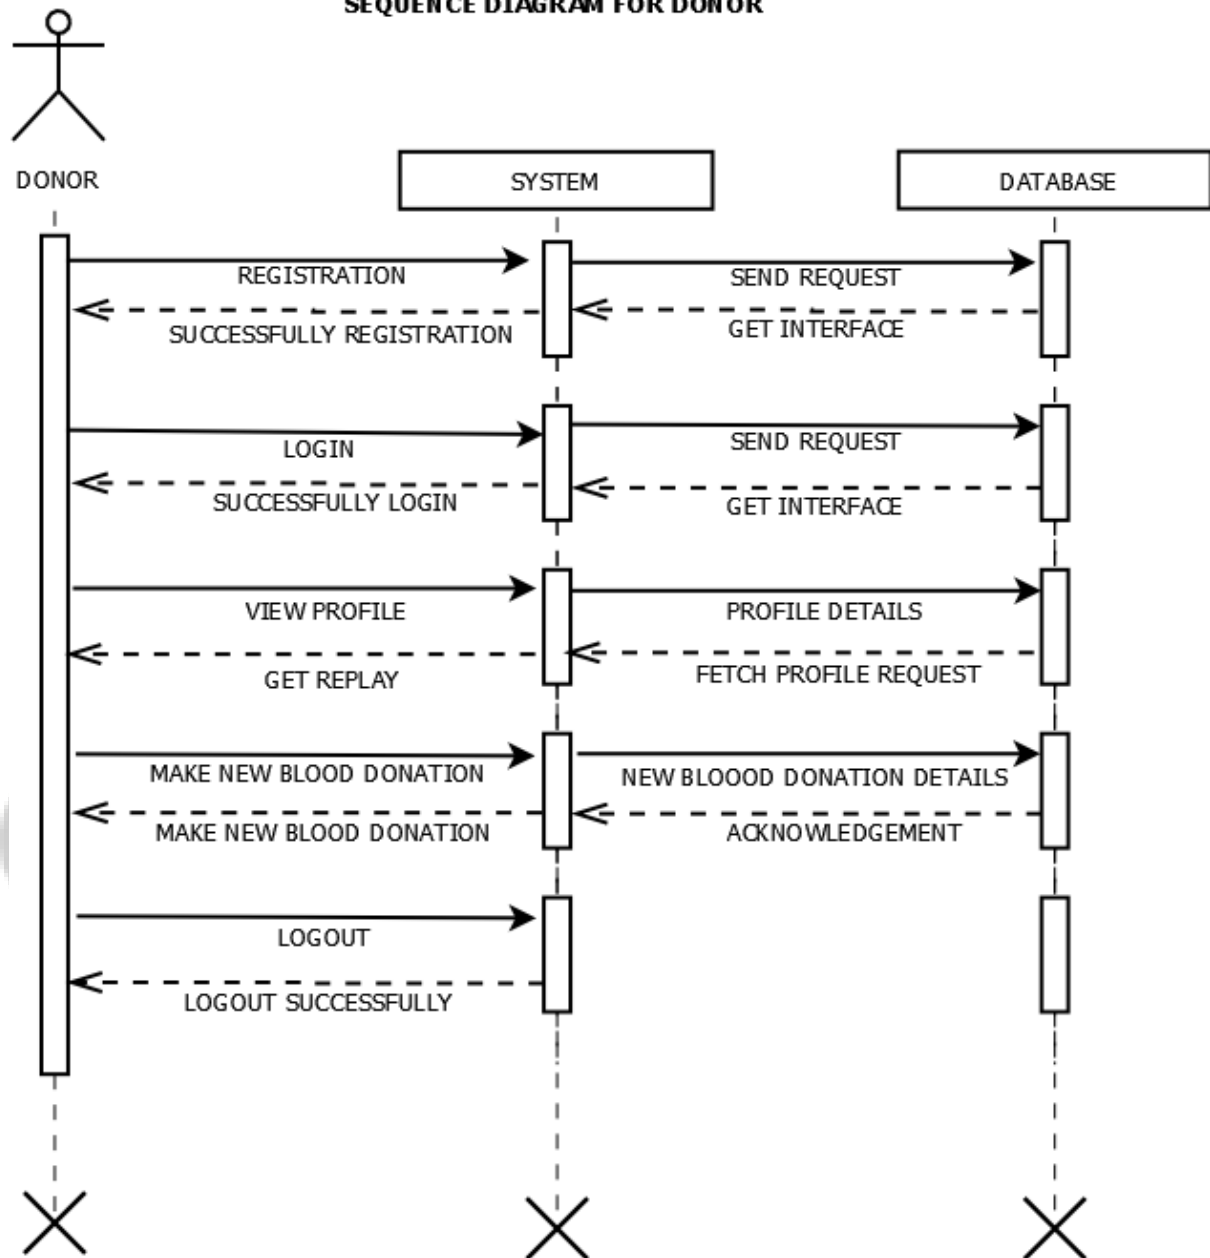 SEQUENCE DIAGRAM FOR DONOR
DONOR
SYSTEM
DATABASE
REGISTRATION
SEND REQUEST
SUCCESSFULLY REGISTRATION
GET INTERFACE
LOGIN
SEND REQUEST
SUCCESSFULLY LOGIN
GET INTERFACE
VIEW PROFILE
PROFILE DETAILS
GET REPLAY
FETCH PROFILE REQUEST
MAKE NEW BLOOD DONATION
NEW BLOOOD DONATION DETAILS
MAKE NEW BLOOD DONATION
ACKNOWLEDGEMENT
LOGOUT
LOGOUT SUCCESSFULLY